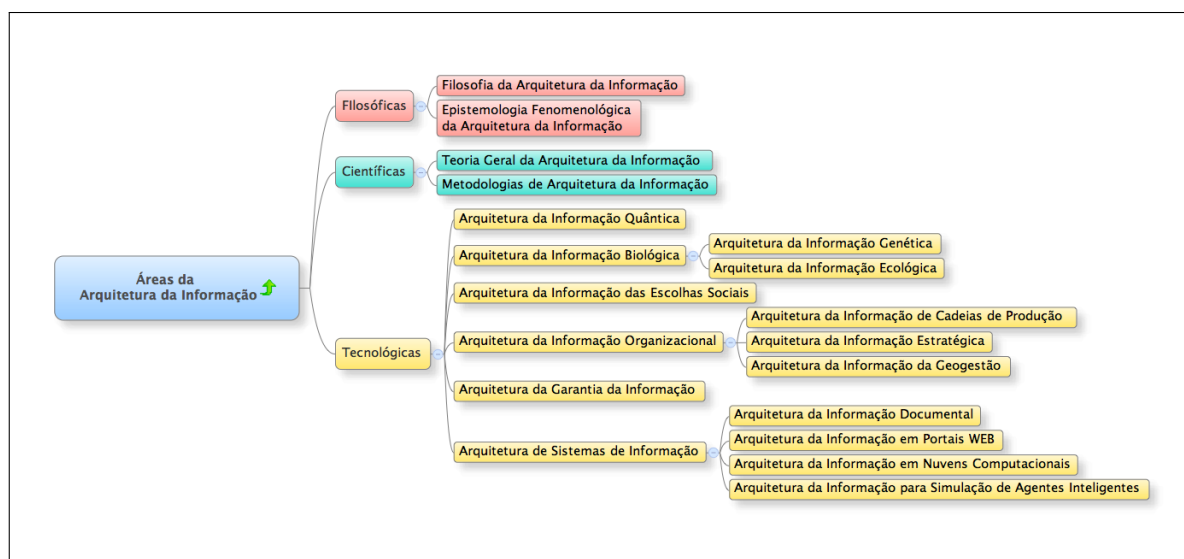 Áreas da
Arquitetura da Informação
FIlosóficas
Filosofia da Arquitetura da Informação
Epistemologia Fenomenológica
da Arquitetura da Informação
Científicas
Teoria Geral da Arquitetura da Informação
Metodologias de Arquitetura da Informação
Tecnológicas
Arquitetura da Informação Quântica
Arquitetura da Informação Biológica
Arquitetura da Informação Genética
Arquitetura da Informação Ecológica
Arquitetura da Informação das Escolhas Sociais
Arquitetura da Informação Organizacional
Arquitetura da Informação de Cadeias de Produção
Arquitetura da Informação Estratégica
Arquitetura da Informação da Geogestão
Arquitetura da Garantia da Informação
Arquitetura de Sistemas de Informação
Arquitetura da Informação Documental
Arquitetura da Informação em Portais WEB
Arquitetura da Informação em Nuvens Computacionais
Arquitetura da Informação para Simulação de Agentes Inteligentes